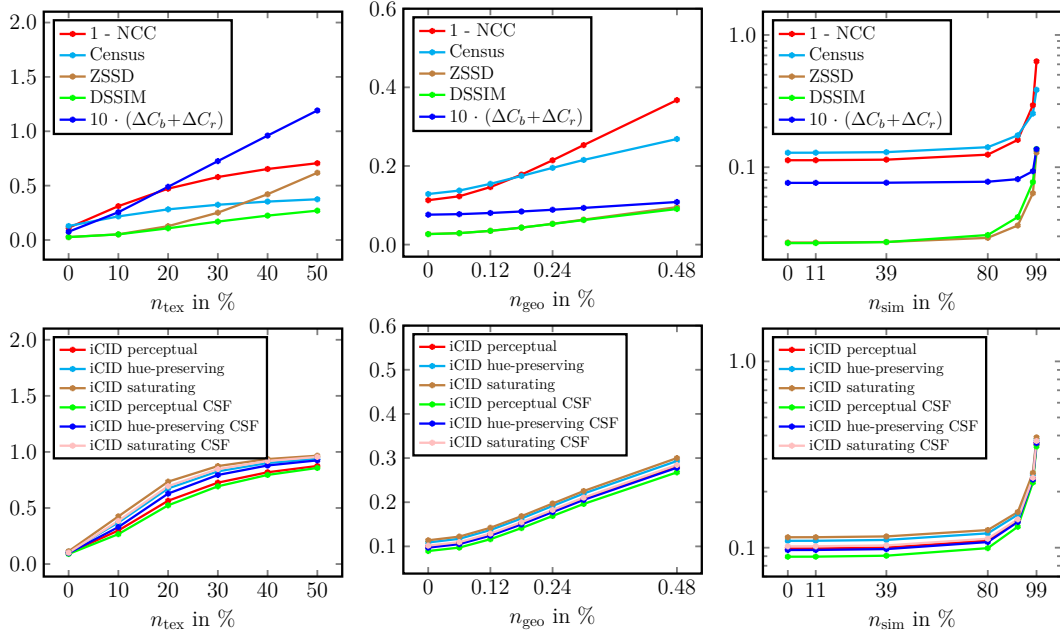 2.0
1.5
1.0
0.5
0.0
1 - NCC
Census
ZSSD
DSSIM
10 · (ΔC_b+ΔC_r)
0 10 20 30 40 50
n_tex in %
0.6
0.4
0.2
0.0
1 - NCC
Census
ZSSD
DSSIM
10 · (ΔC_b+ΔC_r)
0 0.12 0.24 0.48
n_geo in %
1.0
0.1
1 - NCC
Census
ZSSD
DSSIM
10 · (ΔC_b+ΔC_r)
0 11 39 80 99
n_sim in %
2.0
1.5
1.0
0.5
0.0
iCID perceptual
iCID hue-preserving
iCID saturating
iCID perceptual CSF
iCID hue-preserving CSF
iCID saturating CSF
0 10 20 30 40 50
n_tex in %
0.6
0.5
0.4
0.3
0.2
0.1
iCID perceptual
iCID hue-preserving
iCID saturating
iCID perceptual CSF
iCID hue-preserving CSF
iCID saturating CSF
0 0.12 0.24 0.48
n_geo in %
1.0
0.1
iCID perceptual
iCID hue-preserving
iCID saturating
iCID perceptual CSF
iCID hue-preserving CSF
iCID saturating CSF
0 11 39 80 99
n_sim in %